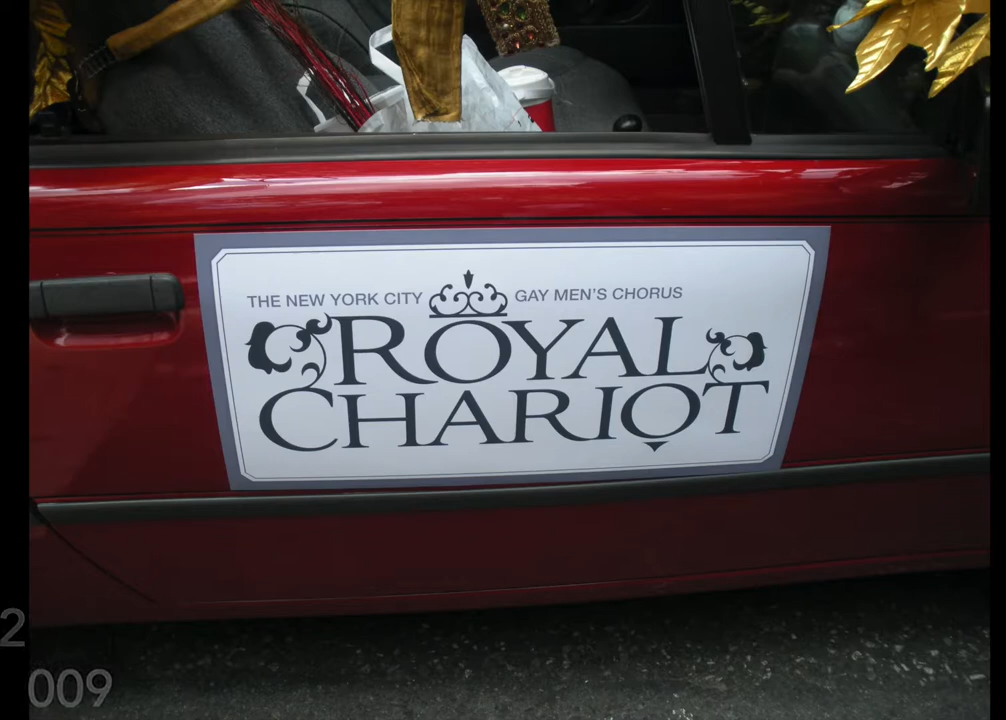 THE NEW YORK CITY GAY MEN'S CHORUS
ROYAL
CHARIOT
2
009